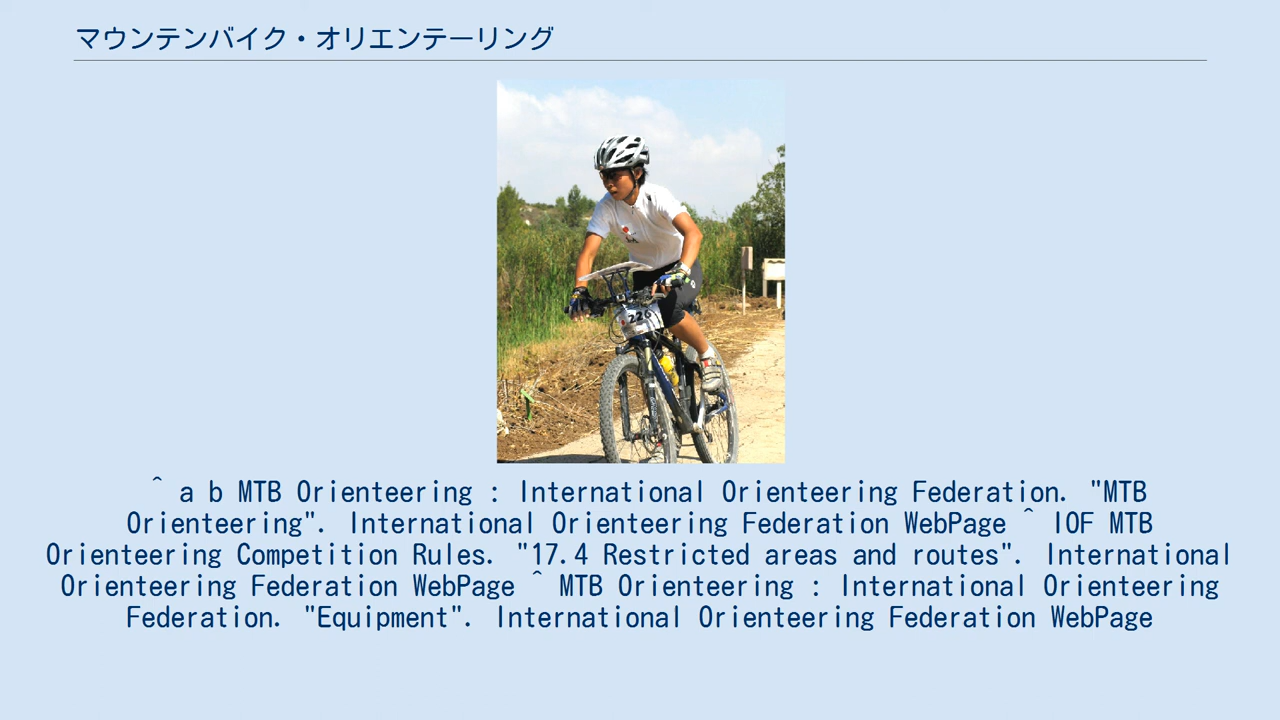 マウンテンバイク・オリエンテーリング
226
^ a b MTB Orienteering : International Orienteering Federation. "MTB
Orienteering". International Orienteering Federation WebPage ^ IOF MTB
Orienteering Competition Rules. "17.4 Restricted areas and routes". International
Orienteering Federation WebPage ^ MTB Orienteering : International Orienteering
Federation. "Equipment". International Orienteering Federation WebPage